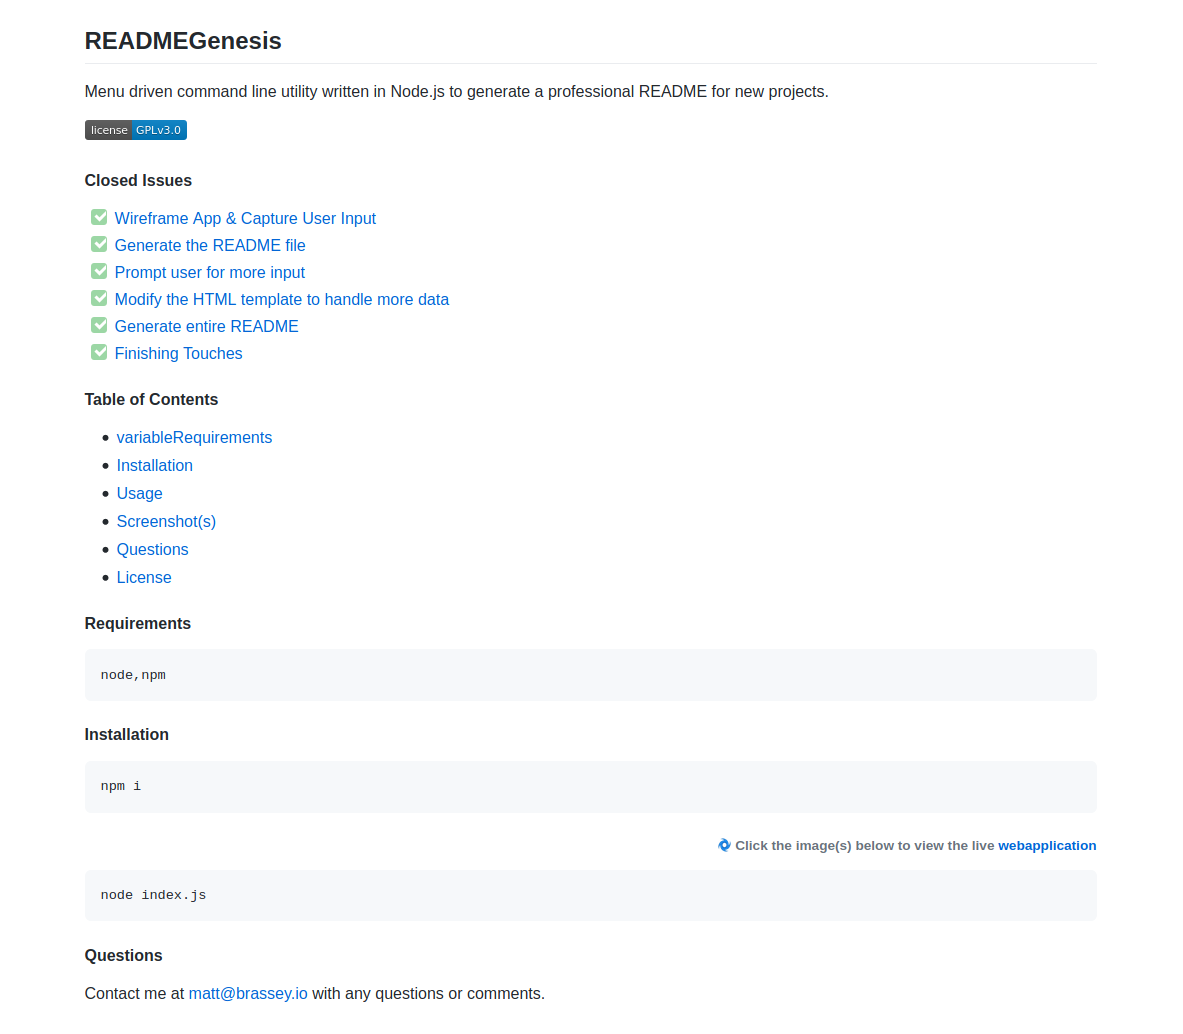 READMEGenesis
Menu driven command line utility written in Node.js to generate a professional README for new projects.
license GPLv3.0
Closed Issues
Wireframe App & Capture User Input
Generate the README file
Prompt user for more input
Modify the HTML template to handle more data
Generate entire README
Finishing Touches
Table of Contents
variableRequirements
Installation
Usage
Screenshot(s)
Questions
License
Requirements
node,npm
Installation
npm i
Click the image(s) below to view the live webapplication
node index.js
Questions
Contact me at matt@brassey.io with any questions or comments.